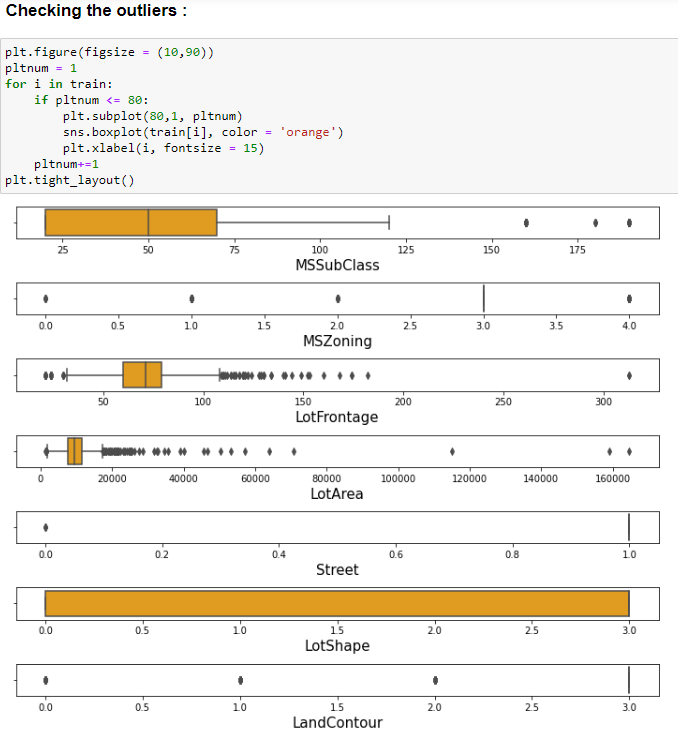 Checking the outliers :
plt.figure(figsize = (10,90))
pltnum = 1
for i in train:
    if pltnum <= 80:
        plt.subplot(80,1, pltnum)
        sns.boxplot(train[i], color = 'orange')
        plt.xlabel(i, fontsize = 15)
    pltnum+=1
plt.tight_layout()
25 50 75 100 125 150 175
MSSubClass
0.0 0.5 1.0 1.5 2.0 2.5 3.0 3.5 4.0
MSZoning
50 100 150 200 250 300
LotFrontage
0 20000 40000 60000 80000 100000 120000 140000 160000
LotArea
0.0 0.2 0.4 0.6 0.8 1.0
Street
0.0 0.5 1.0 1.5 2.0 2.5 3.0
LotShape
0.0 0.5 1.0 1.5 2.0 2.5 3.0
LandContour